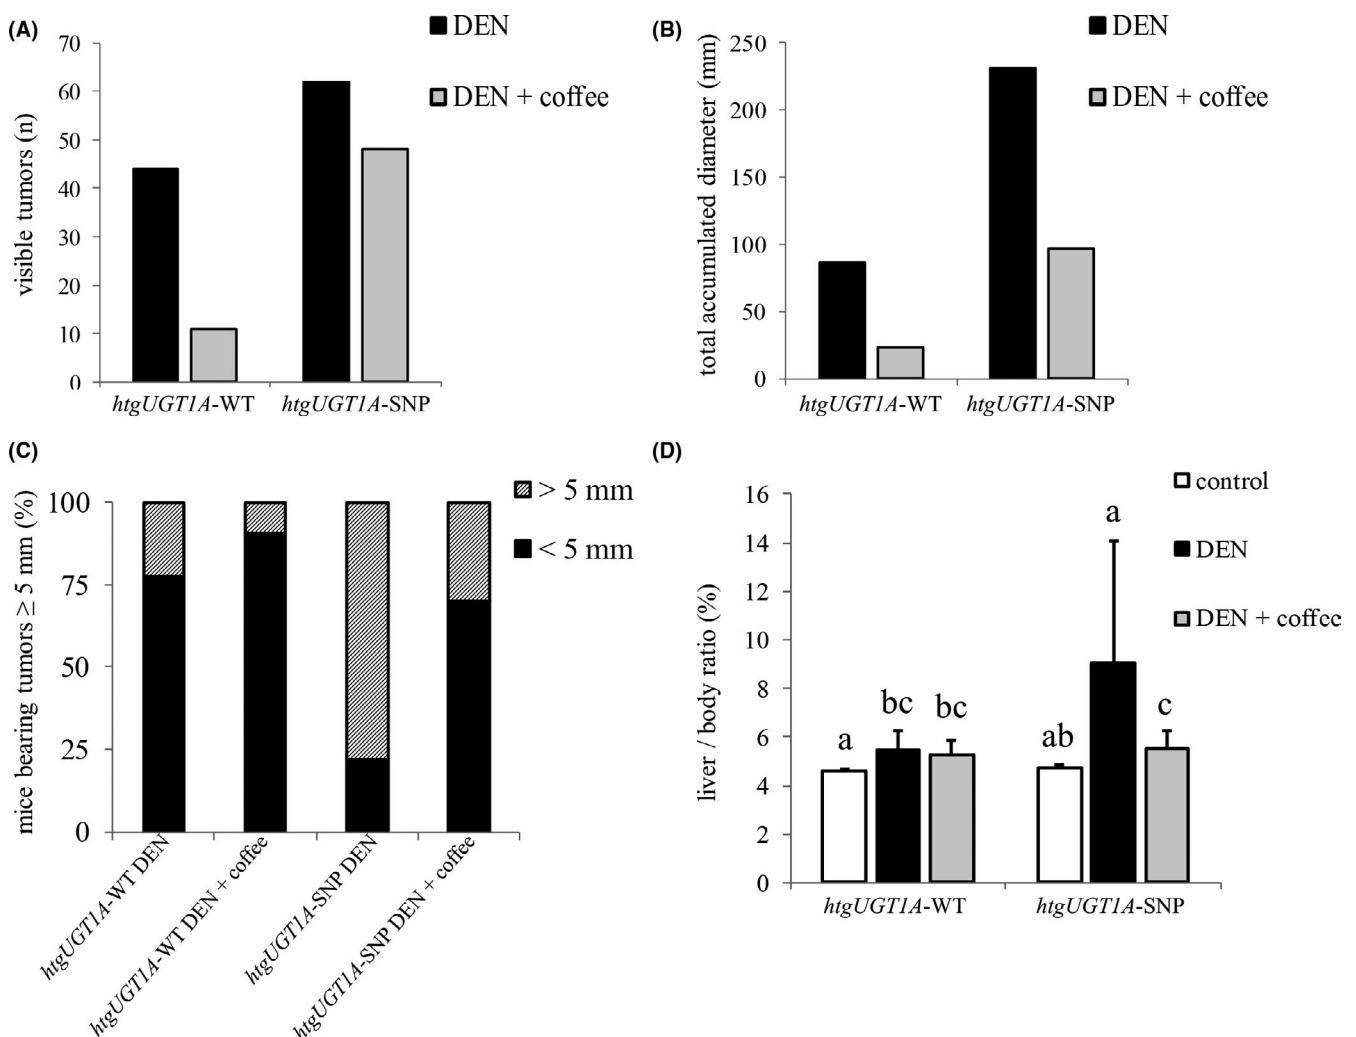 (A)
visible tumors (n)
70
60
50
40
30
20
10
0
DEN
DEN + coffee
htgUGT1A-WT
htgUGT1A-SNP
(B)
total accumulated diameter (mm)
250
200
150
100
50
0
DEN
DEN + coffee
htgUGT1A-WT
htgUGT1A-SNP
(C)
mice bearing tumors ≥ 5 mm (%)
100
75
50
25
0
> 5 mm
< 5 mm
htgUGT1A-WT DEN
htgUGT1A-WT DEN + coffee
htgUGT1A-SNP DEN
htgUGT1A-SNP DEN + coffee
(D)
liver / body ratio (%)
16
14
12
10
8
6
4
2
0
control
DEN
DEN + coffee
a
bc
bc
ab
a
c
htgUGT1A-WT
htgUGT1A-SNP